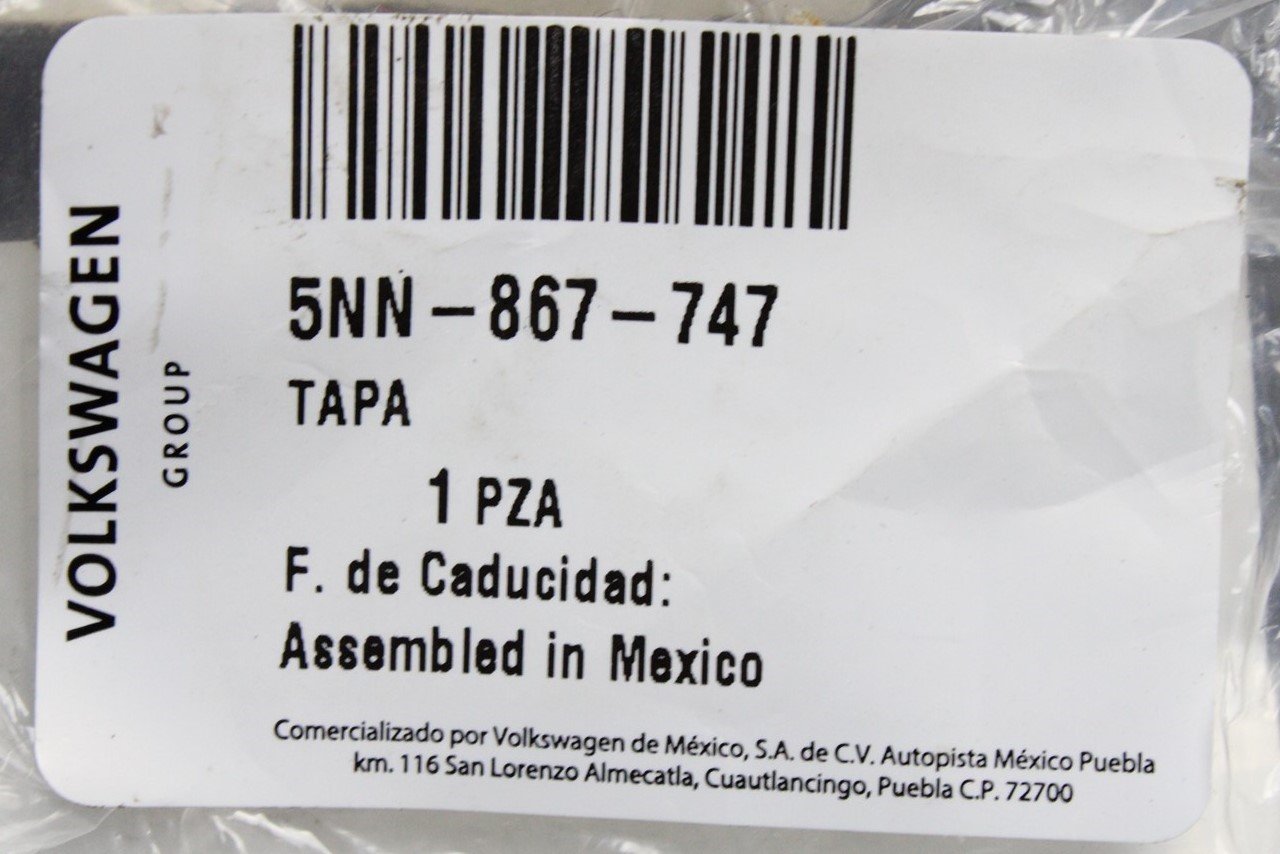 VOLKSWAGEN
GROUP
5NN-867-747
TAPA
1 PZA
F. de Caducidad:
Assembled in Mexico
Comercializado por Volkswagen de México, S.A. de C.V. Autopista México Puebla
km. 116 San Lorenzo Almecatla, Cuautlancingo, Puebla C.P. 72700